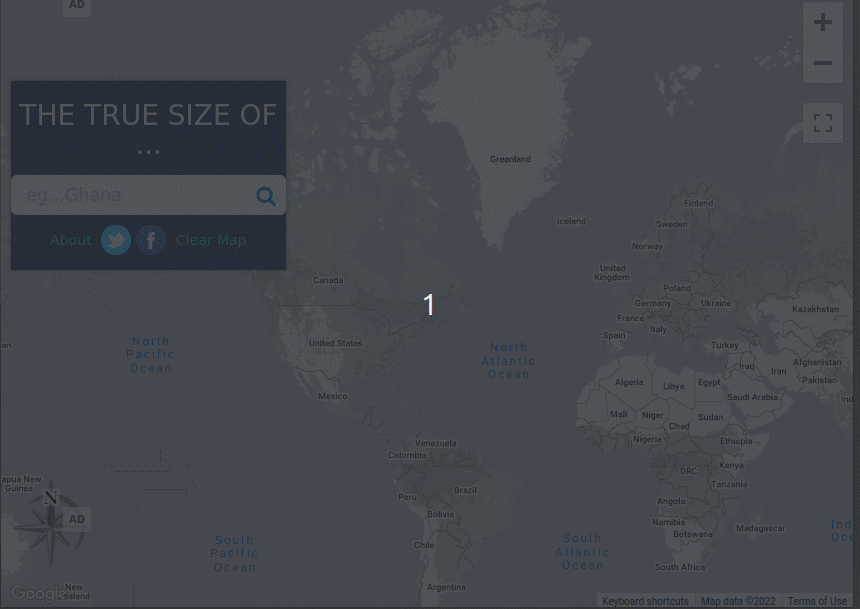 AD
THE TRUE SIZE OF
...
eg...Ghana
About
Clear Map
Greenland
Iceland
Finland
Sweden
Norway
United
Kingdom
Canada
Poland
1
Germany
Ukraine
Kazakhstan
France
Italy
Spain
United States
North
Pacific
Ocean
North
Atlantic
Ocean
Turkey
Afghanistan
Iraq
Iran
Pakistan
Algeria
Libya
Egypt
Saudi Arabia
Mexico
Mali
Niger
Sudan
Chad
Nigeria
Ethiopia
Venezuela
Colombia
Kenya
DRC
Tanzania
apua New
Guinea
N
AD
Peru
Brazil
Bolivia
Angola
Namibia
Botswana
Madagascar
South
Pacific
Ocean
Chile
South
Atlantic
Ocean
Ind
Oce
South Africa
Argentina
Google
New
Zealand
Keyboard shortcuts
Map data ©2022
Terms of Use